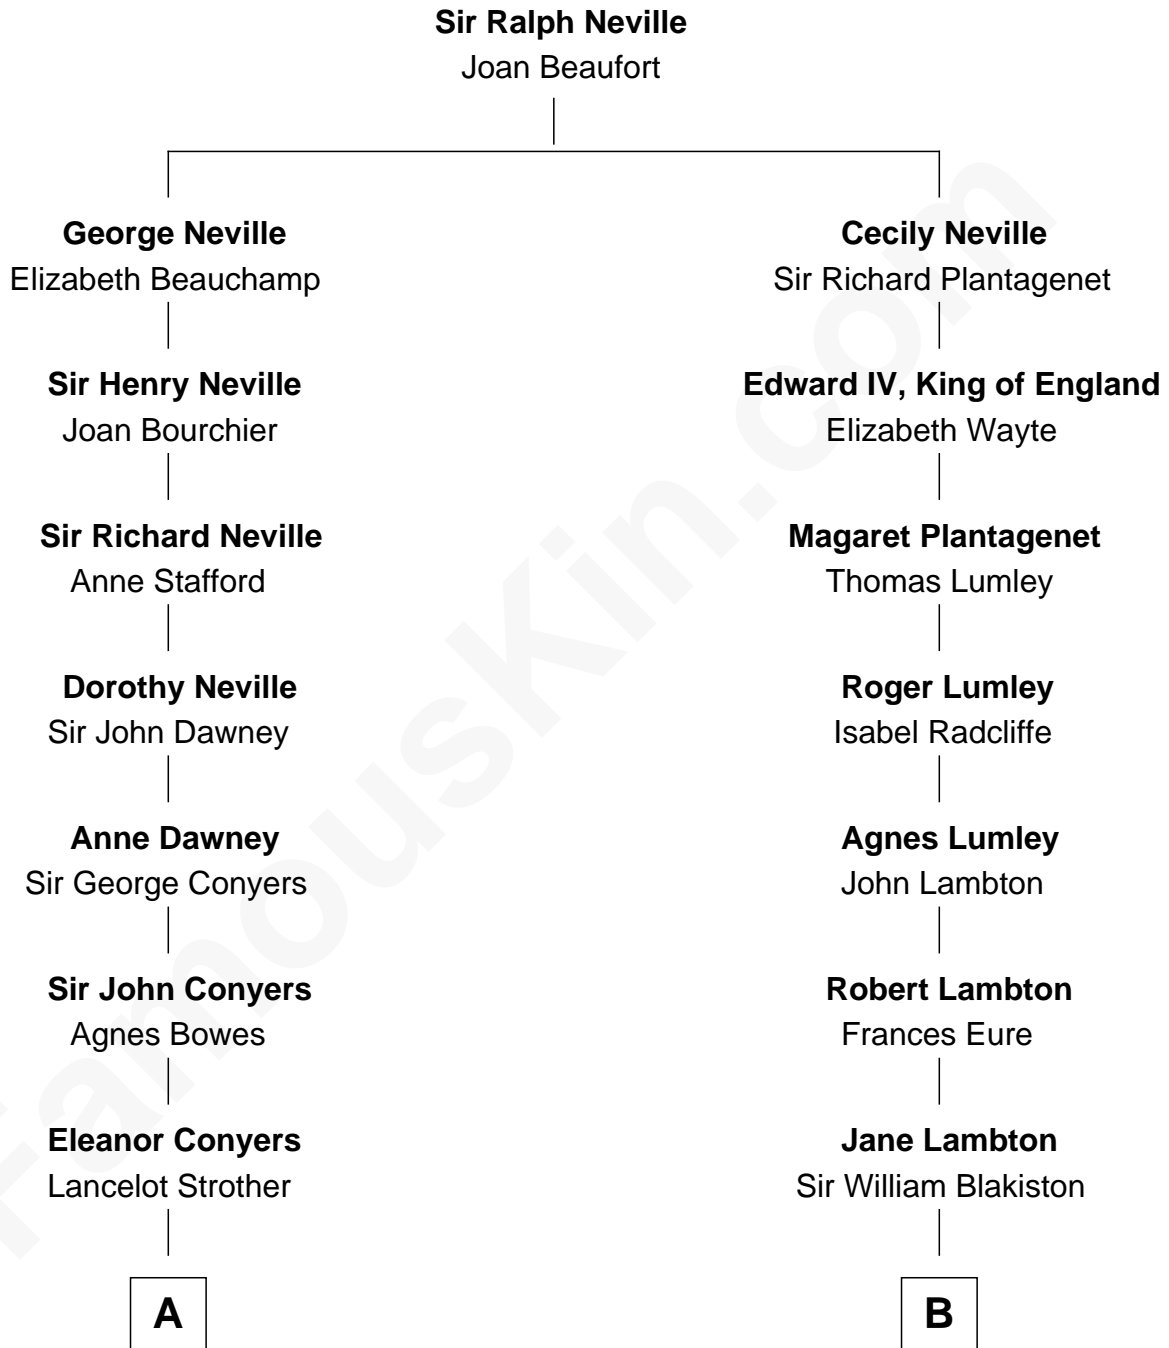 Sir Ralph Neville
Joan Beaufort
George Neville
Elizabeth Beauchamp
Cecily Neville
Sir Richard Plantagenet
Sir Henry Neville
Joan Bourchier
Edward IV, King of England
Elizabeth Wayte
Sir Richard Neville
Anne Stafford
Magaret Plantagenet
Thomas Lumley
Dorothy Neville
Sir John Dawney
Roger Lumley
Isabel Radcliffe
Anne Dawney
Sir George Conyers
Agnes Lumley
John Lambton
Sir John Conyers
Agnes Bowes
Robert Lambton
Frances Eure
Eleanor Conyers
Lancelot Strother
Jane Lambton
Sir William Blakiston
A
B
FamousKin.com